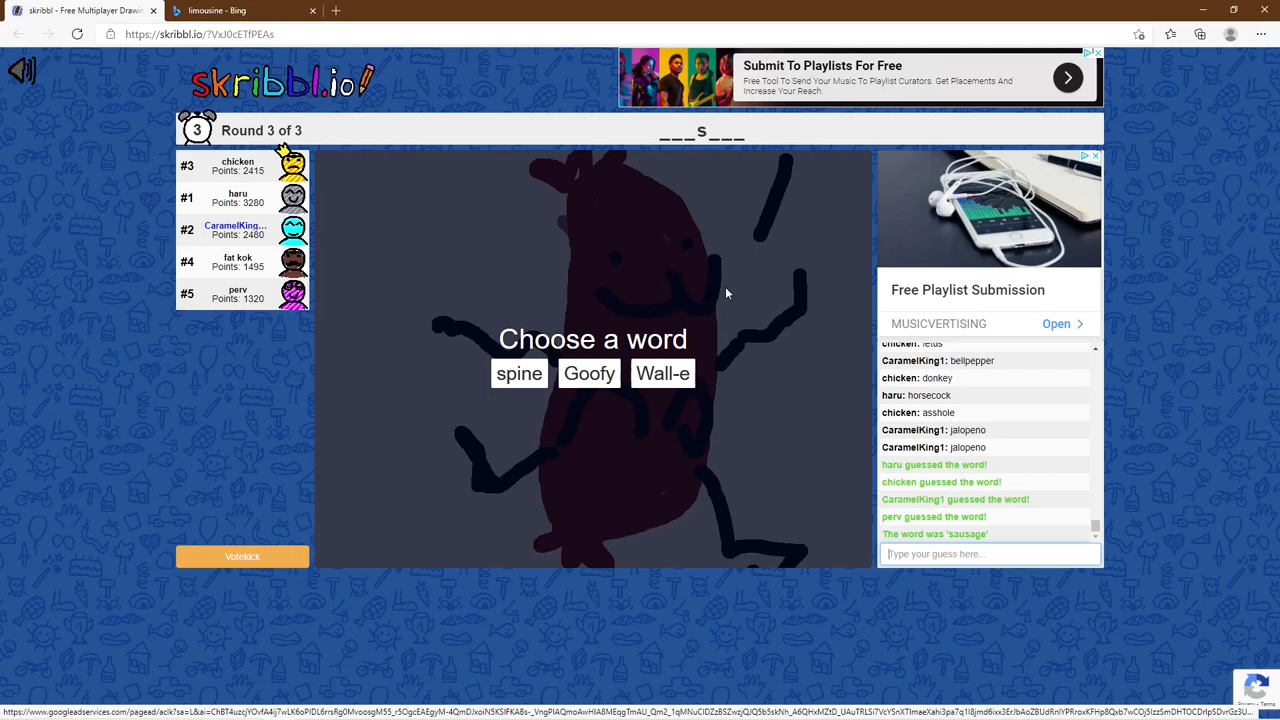 skribbl - Free Multiplayer Drawin
limousine - Bing
https://skribbl.io/?VxJ0cETfPEAs
skribbl.io
Submit To Playlists For Free
Free Tool To Send Your Music To Playlist Curators. Get Placements And
Increase Your Reach.
3
Round 3 of 3
___s___
#3
chicken
Points: 2415
#1
haru
Points: 3280
#2
CaramelKing...
Points: 2480
#4
fat kok
Points: 1495
#5
perv
Points: 1320
Votekick
Choose a word
spine
Goofy
Wall-e
Free Playlist Submission
MUSICVERTISING
Open
chicken: fetus
CaramelKing1: bellpepper
chicken: donkey
haru: horsecock
chicken: asshole
CaramelKing1: jalopeno
CaramelKing1: jalopeno
haru guessed the word!
chicken guessed the word!
CaramelKing1 guessed the word!
perv guessed the word!
The word was 'sausage'
Type your guess here...